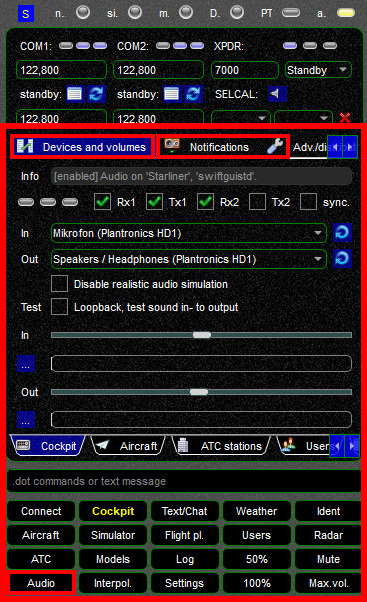 S n. si. m. D. PT a.
COM1: COM2: XPDR:
122,800 122,800 7000 Standby
standby: standby: SELCAL:
122,800 122,800
Devices and volumes Notifications Adv./di
Info [enabled] Audio on 'Starliner', 'swiftguistd'.
Rx1 Tx1 Rx2 Tx2 sync.
In Mikrofon (Plantronics HD1)
Out Speakers / Headphones (Plantronics HD1)
Disable realistic audio simulation
Test Loopback, test sound in- to output
In
...
Out
...
Cockpit Aircraft ATC stations Users
.dot commands or text message
Connect Cockpit Text/Chat Weather Ident
Aircraft Simulator Flight pl. Users Radar
ATC Models Log 50% Mute
Audio Interpol. Settings 100% Max.vol.